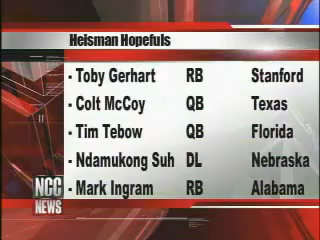 Heisman Hopefuls
- Toby Gerhart RB Stanford
- Colt McCoy QB Texas
- Tim Tebow QB Florida
- Ndamukong Suh DL Nebraska
- Mark Ingram RB Alabama
NCC
NEWS